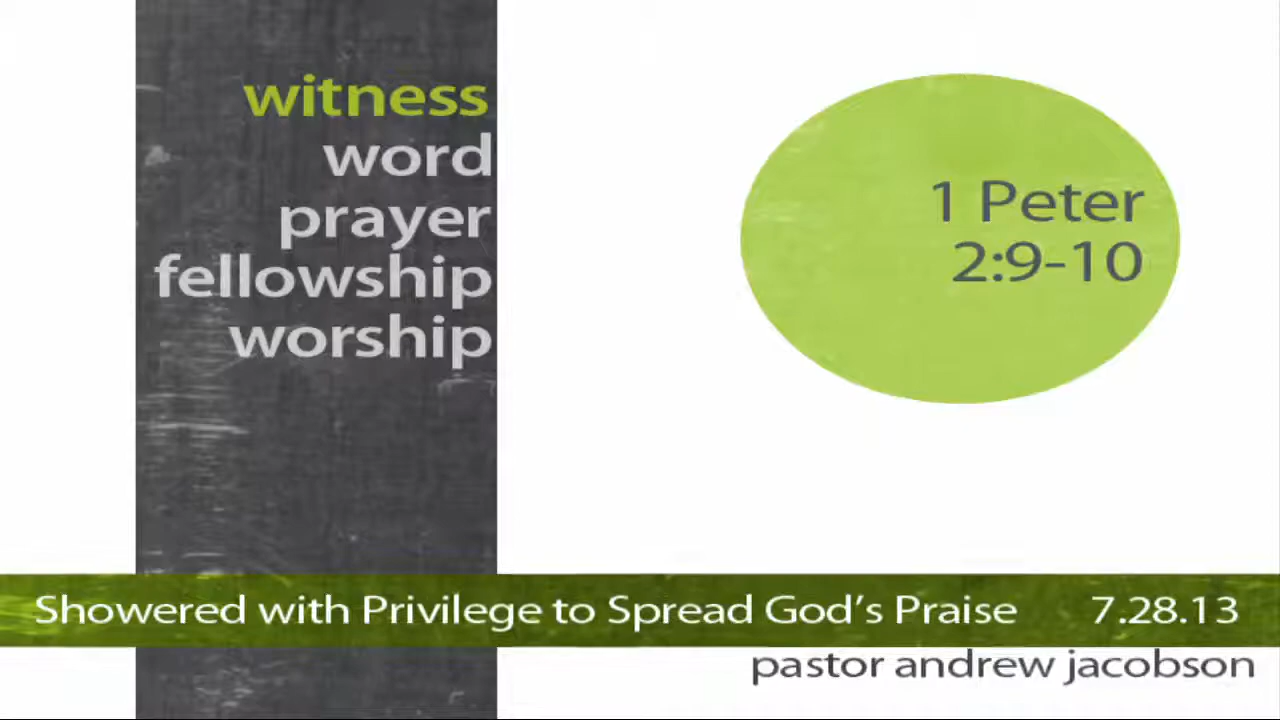 witness
word
prayer
fellowship
worship
1 Peter
2:9-10
Showered with Privilege to Spread God’s Praise 7.28.13
pastor andrew jacobson